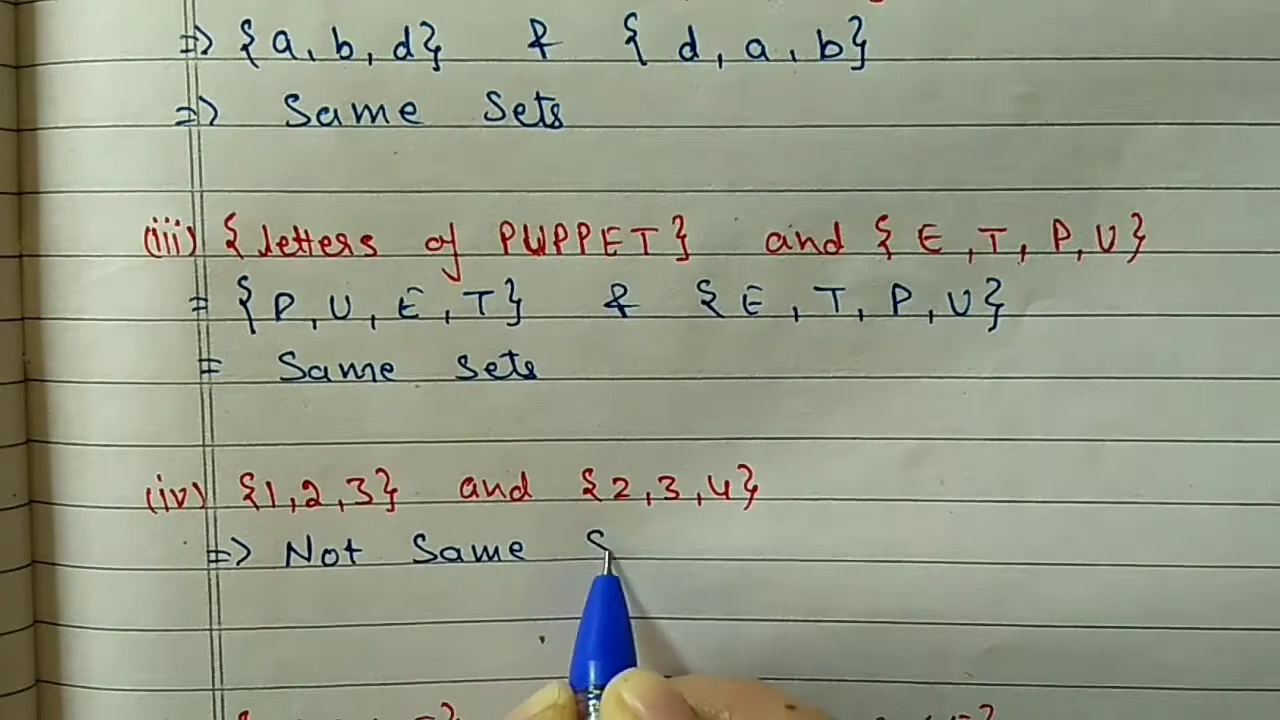 => {a, b, d} & { d, a, b}
=> Same Sets
(iii) {letters of PUPPET} and {E, T, P, U}
= {P, U, E, T} & {E, T, P, U}
= Same sets
(iv) {1, 2, 3} and {2, 3, 4}
=> Not Same S